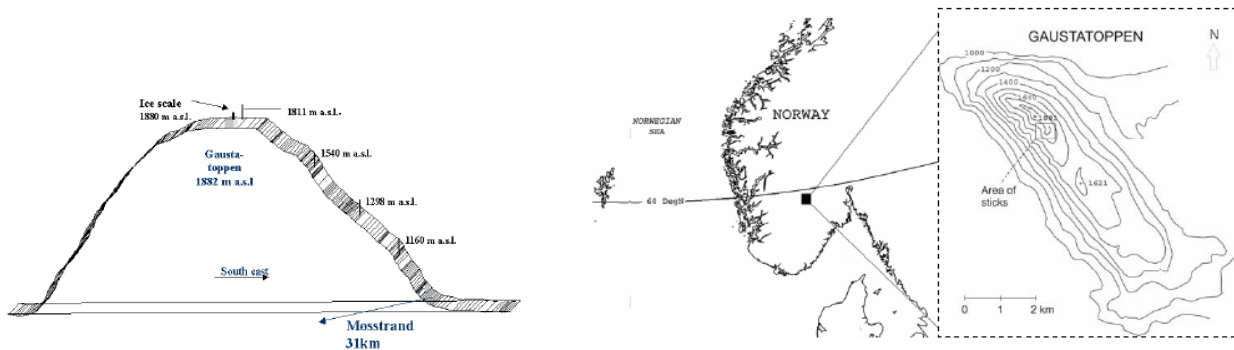 Ice scale
1880 m a.s.l.
1811 m a.s.l.
Gausta-
toppen
1882 m a.s.l
1540 m a.s.l.
1298 m a.s.l.
1160 m a.s.l.
South east
Møsstrand
31km
NORWEGIAN
SEA
NORWAY
60 DegN
GAUSTATOPPEN
N
1000
1200
1400
1600
1621
Area of
sticks
0 1 2 km